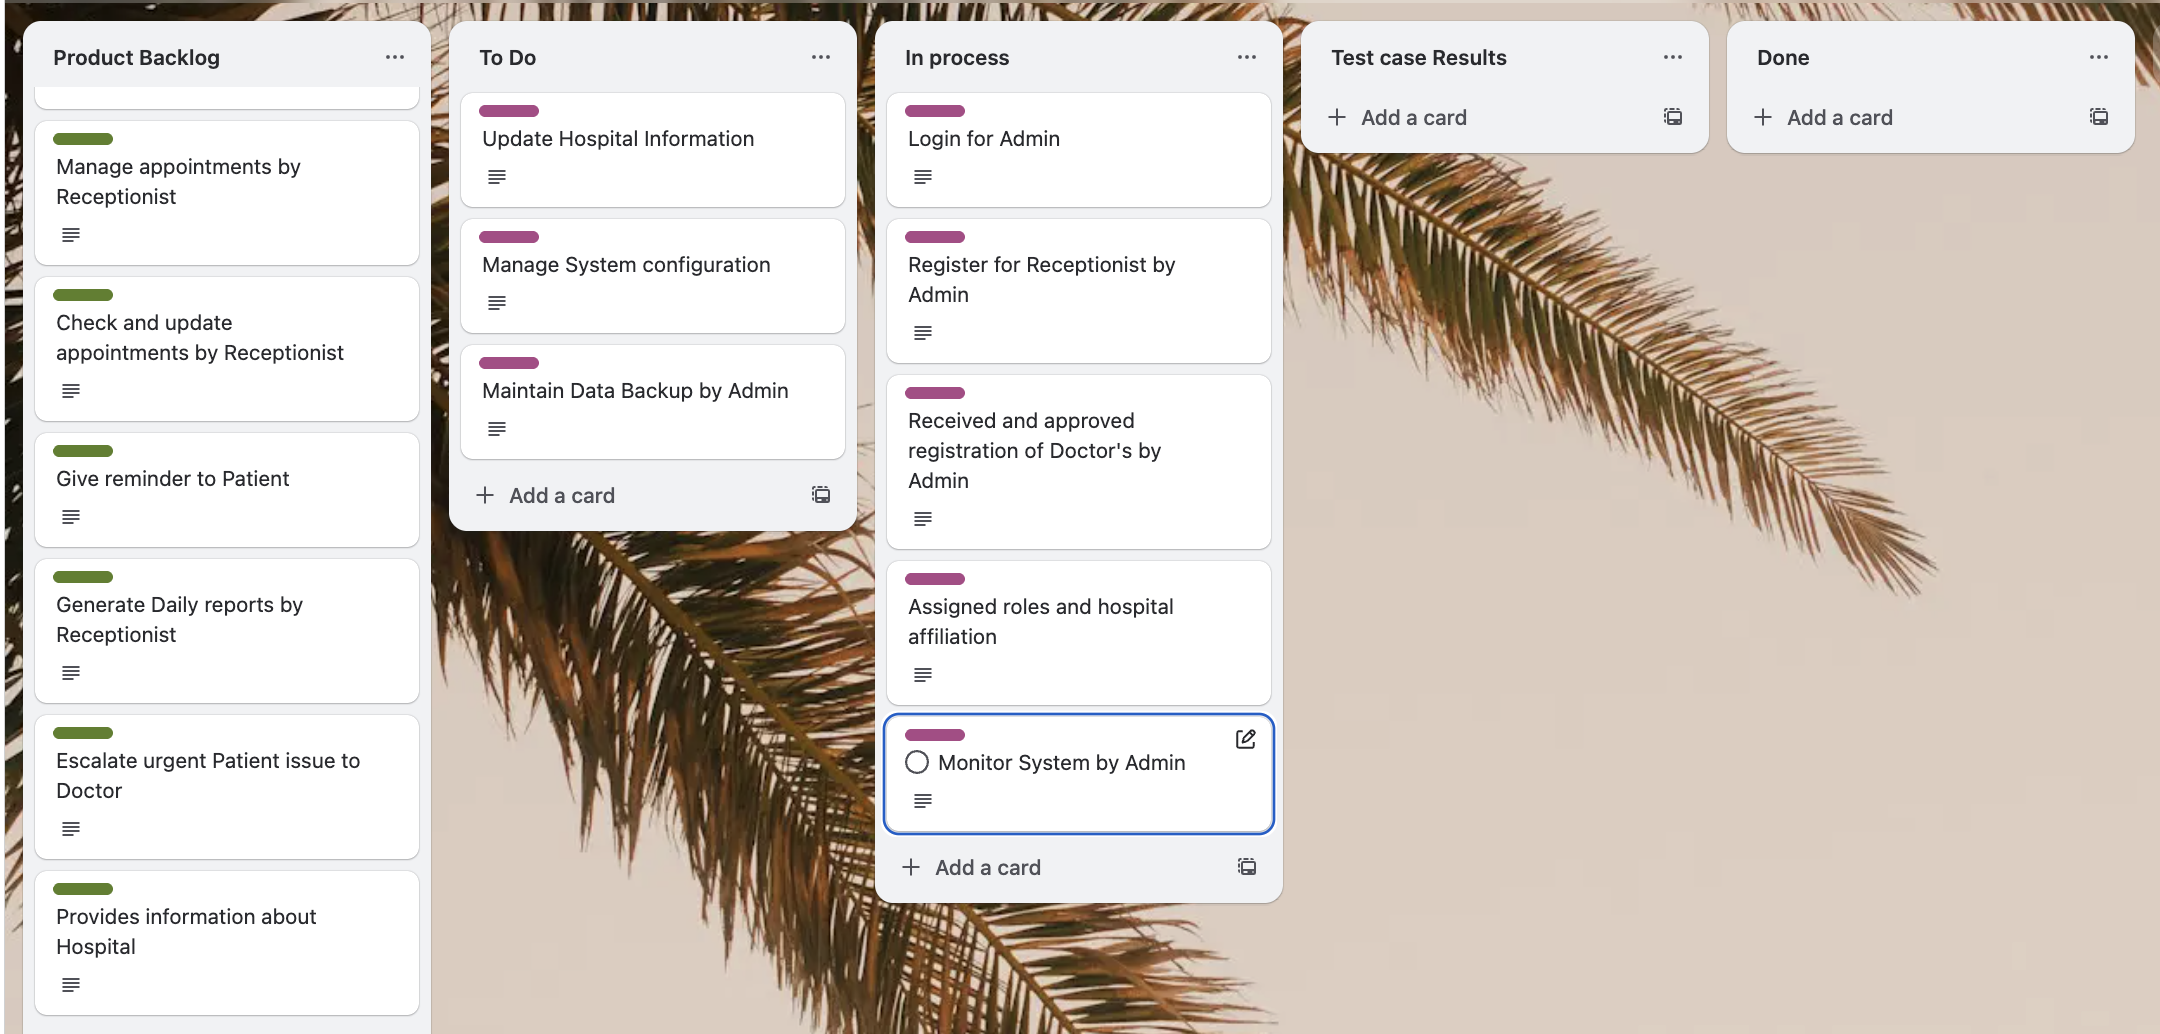 Product Backlog
Manage appointments by
Receptionist
Check and update
appointments by Receptionist
Give reminder to Patient
Generate Daily reports by
Receptionist
Escalate urgent Patient issue to
Doctor
Provides information about
Hospital
To Do
Update Hospital Information
Manage System configuration
Maintain Data Backup by Admin
+ Add a card
In process
Login for Admin
Register for Receptionist by
Admin
Received and approved
registration of Doctor's by
Admin
Assigned roles and hospital
affiliation
Monitor System by Admin
+ Add a card
Test case Results
+ Add a card
Done
+ Add a card